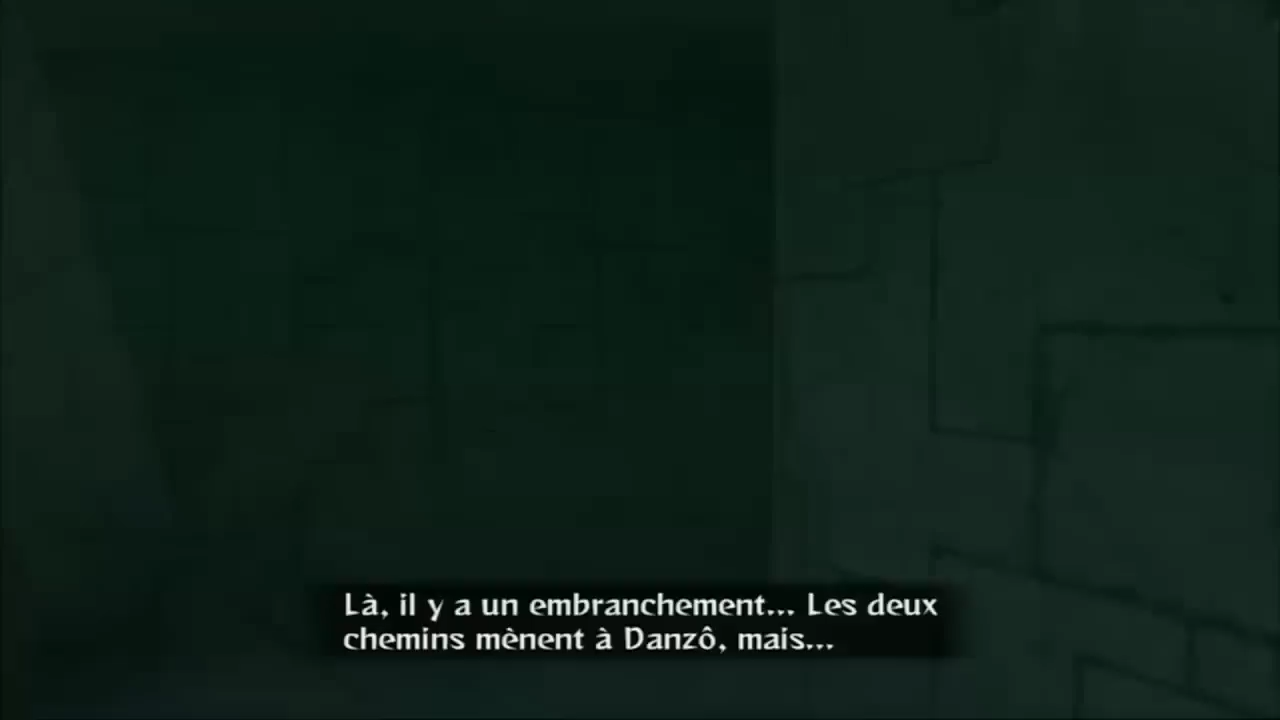 Là, il y a un embranchement... Les deux
chemins mènent à Danzô, mais...